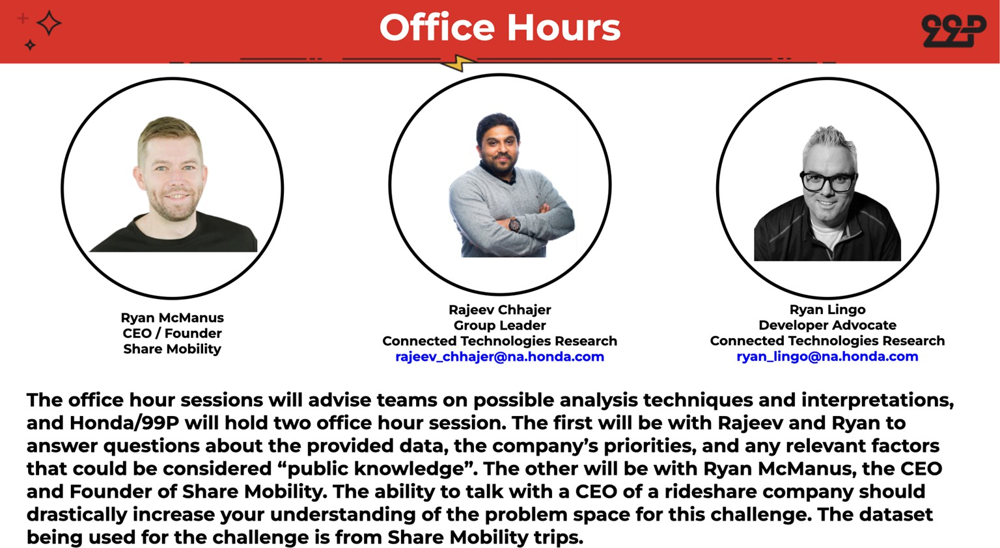 Office Hours
99P
Ryan McManus
CEO / Founder
Share Mobility
Rajeev Chhajer
Group Leader
Connected Technologies Research
rajeev_chhajer@na.honda.com
Ryan Lingo
Developer Advocate
Connected Technologies Research
ryan_lingo@na.honda.com
The office hour sessions will advise teams on possible analysis techniques and interpretations,
and Honda/99P will hold two office hour session. The first will be with Rajeev and Ryan to
answer questions about the provided data, the company’s priorities, and any relevant factors
that could be considered “public knowledge”. The other will be with Ryan McManus, the CEO
and Founder of Share Mobility. The ability to talk with a CEO of a rideshare company should
drastically increase your understanding of the problem space for this challenge. The dataset
being used for the challenge is from Share Mobility trips.